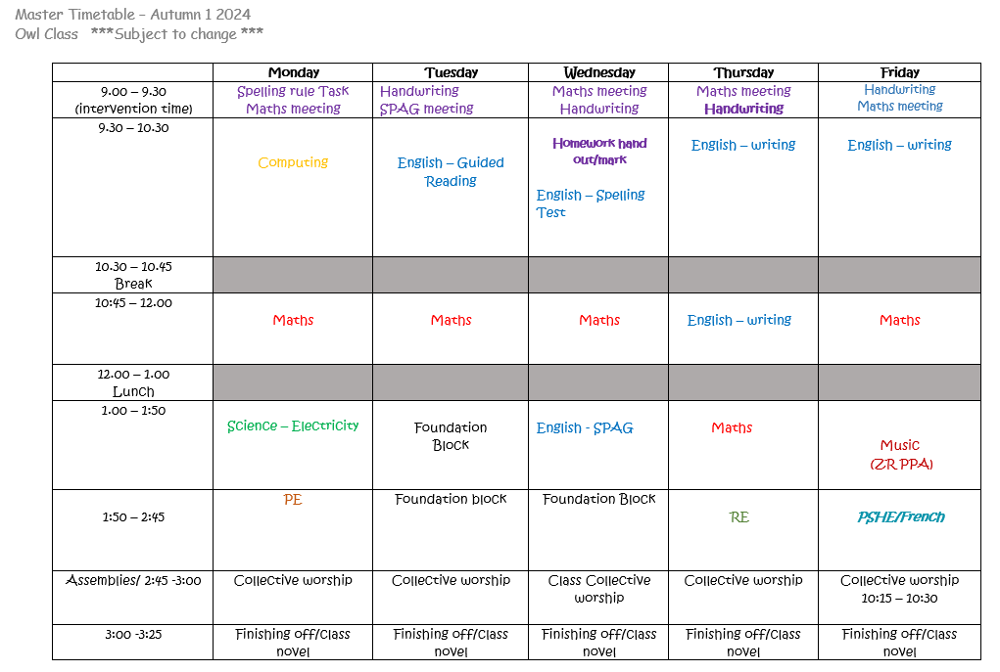 Master Timetable – Autumn 1 2024
Owl Class ***Subject to change ***
Monday Tuesday Wednesday Thursday Friday
9.00 – 9.30 Spelling rule Task Handwriting Maths meeting Maths meeting Handwriting
(intervention time) Maths meeting SPAG meeting Handwriting Handwriting Maths meeting
9.30 – 10.30
Homework hand English – writing English – writing
Computing English – Guided out/mark
Reading
English – Spelling
Test
10.30 – 10.45
Break
10:45 – 12.00
Maths Maths Maths English – writing Maths
12.00 – 1.00
Lunch
1.00 – 1:50
Science – Electricity Foundation English - SPAG Maths
Block Music
(ZR PPA)
PE Foundation block Foundation Block
1:50 – 2:45 RE PSHE/French
Assemblies/ 2:45 -3:00 Collective worship Collective worship Class Collective Collective worship Collective worship
worship 10:15 – 10:30
3:00 -3:25 Finishing off/Class Finishing off/Class Finishing off/Class Finishing off/Class Finishing off/Class
novel novel novel novel novel